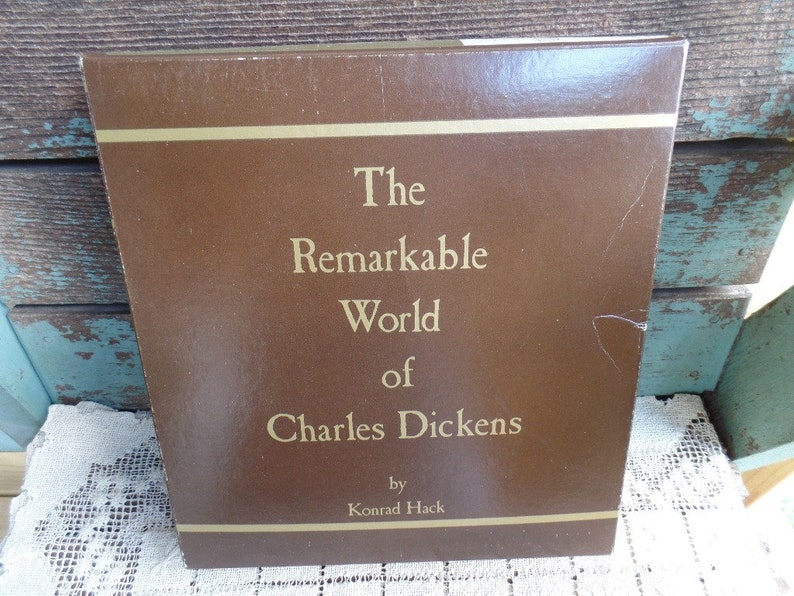 The
Remarkable
World
of
Charles Dickens
by
Konrad Hack